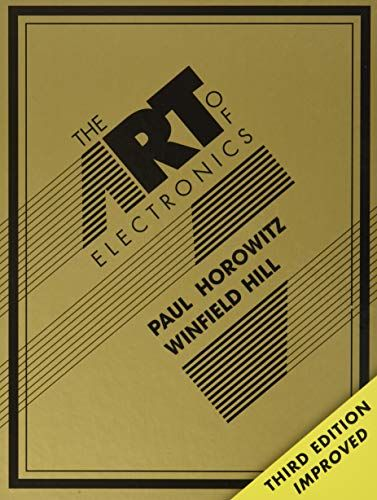 THE
ART
OF
ELECTRONICS
PAUL HOROWITZ
WINFIELD HILL
THIRD EDITION
IMPROVED